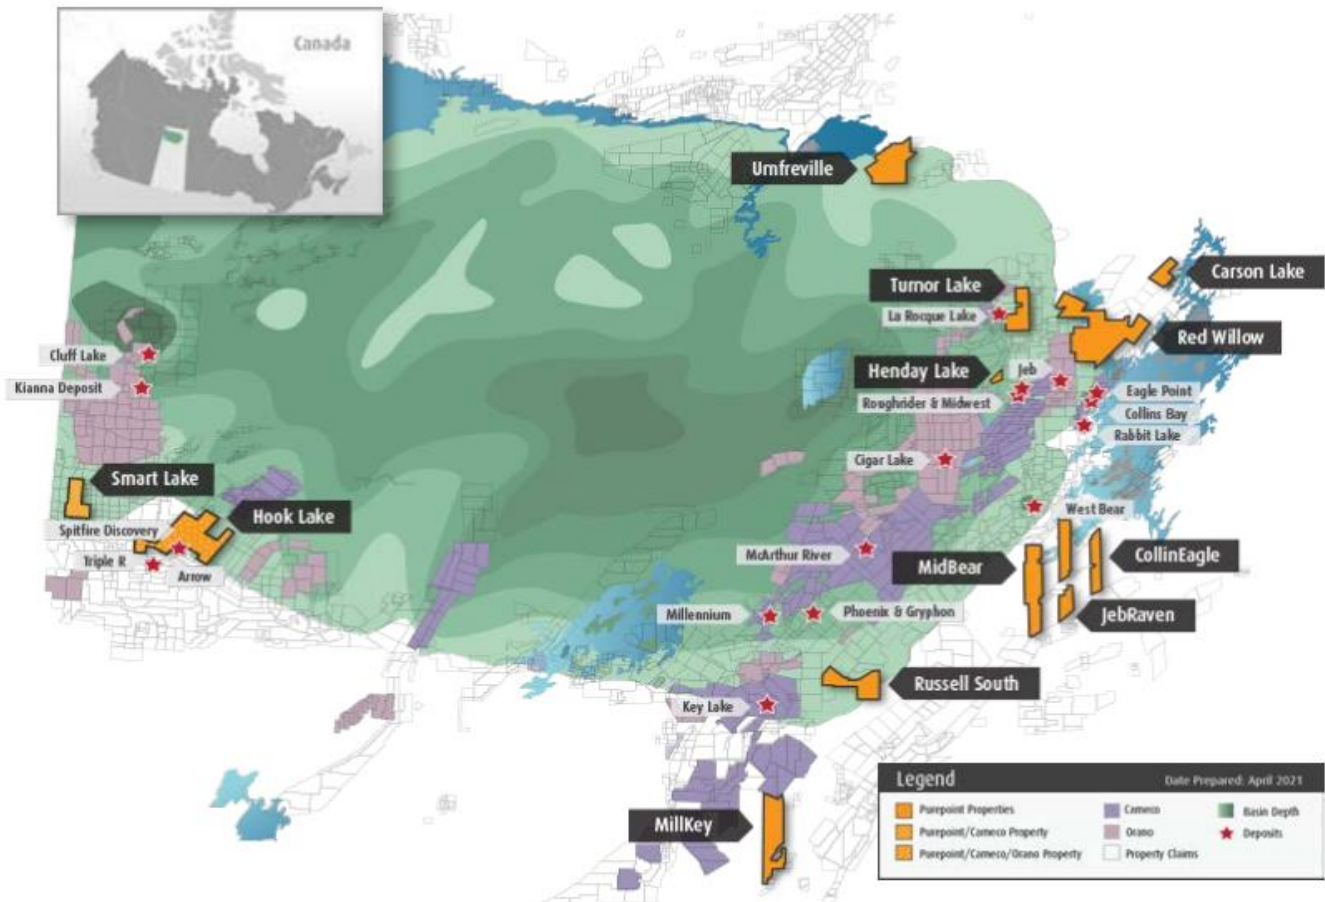 Canada
Umfreville
Carson Lake
Turnor Lake
La Rocque Lake
Red Willow
Cluff Lake
Kianna Deposit
Henday Lake
Jeb
Roughrider & Midwest
Eagle Point
Collins Bay
Rabbit Lake
Cigar Lake
Smart Lake
Hook Lake
Spitfire Discovery
Triple R
Arrow
West Bear
McArthur River
MidBear
CollinEagle
JebRaven
Millennium
Phoenix & Gryphon
Russell South
Key Lake
MillKey
Legend
Date Prepared: April 2021
Purepoint Properties
Cameco
Basin Depth
Purepoint/Cameco Property
Orano
Deposits
Purepoint/Cameco/Orano Property
Property Claims